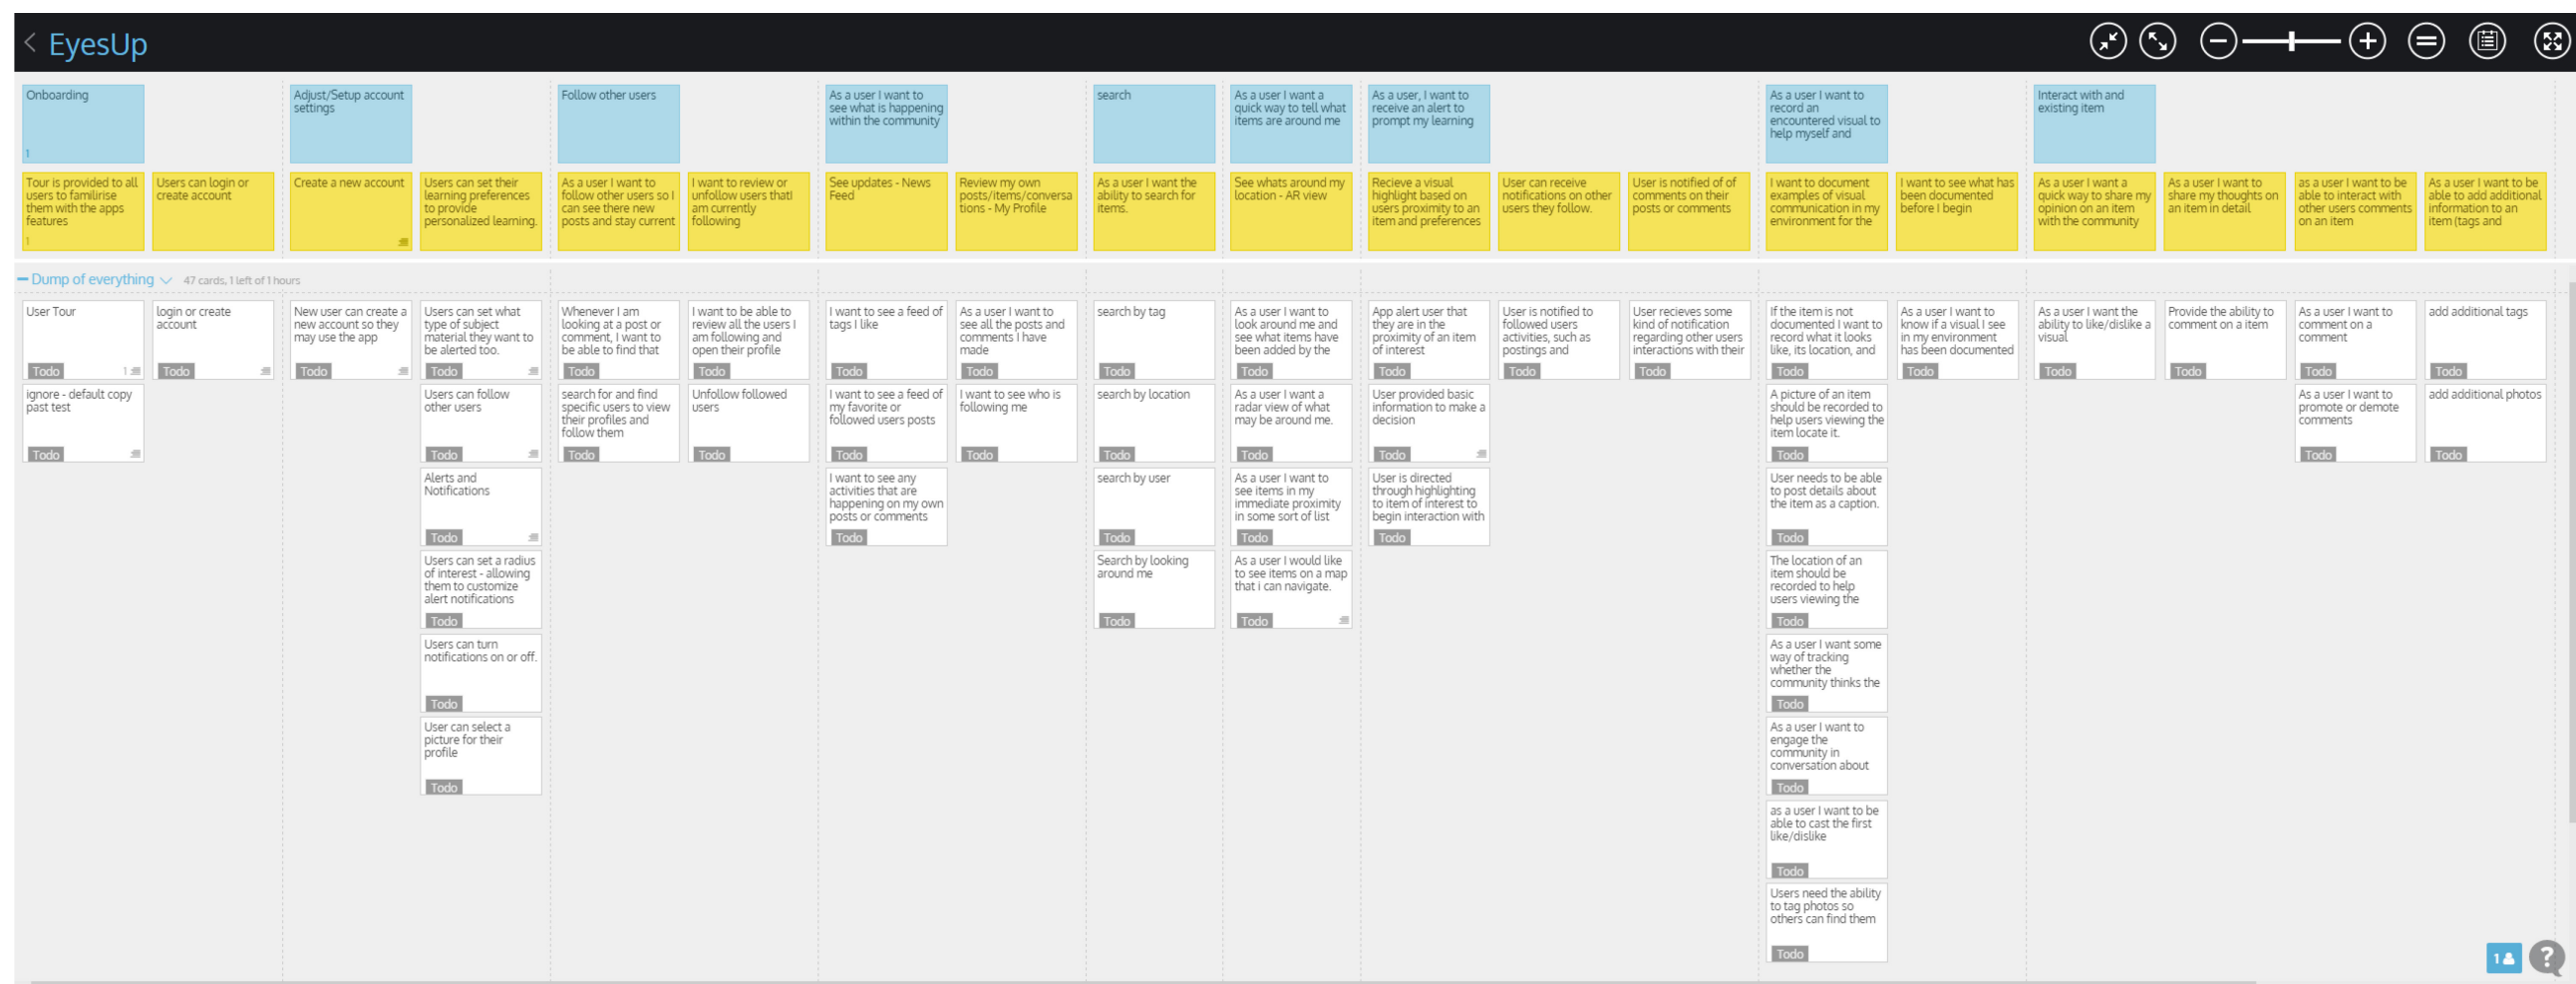 EyesUp
Onboarding
1
Adjust/Setup account
settings
Follow other users
As a user I want to
see what is happening
within the community
search
As a user I want a
quick way to tell what
items are around me
As a user, I want to
receive an alert to
prompt my learning
As a user I want to
record an
encountered visual to
help myself and
Interact with and
existing item
Tour is provided to all
users to familirise
them with the apps
features
1
Users can login or
create account
Create a new account
Users can set their
learning preferences
to provide
personalized learning.
As a user I want to
follow other users so I
can see there new
posts and stay current
I want to review or
unfollow users thatI
am currently
following
See updates - News
Feed
Review my own
posts/items/conversa
tions - My Profile
As a user I want the
ability to search for
items.
See whats around my
location - AR view
Recieve a visual
highlight based on
users proximity to an
item and preferences
User can receive
notifications on other
users they follow.
User is notified of of
comments on their
posts or comments
I want to document
examples of visual
communication in my
environment for the
I want to see what has
been documented
before I begin
As a user I want a
quick way to share my
opinion on an item
with the community
As a user I want to
share my thoughts on
an item in detail
as a user I want to be
able to interact with
other users comments
on an item
As a user I want to be
able to add additional
information to an
item (tags and
Dump of everything
47 cards, 1 left of 1 hours
User Tour
Todo
1
login or create
account
Todo
New user can create a
new account so they
may use the app
Todo
Users can set what
type of subject
material they want to
be alerted too.
Todo
Whenever I am
looking at a post or
comment, I want to
be able to find that
Todo
I want to be able to
review all the users I
am following and
open their profile
Todo
I want to see a feed of
tags I like
Todo
As a user I want to
see all the posts and
comments I have
made
Todo
search by tag
Todo
As a user I want to
look around me and
see what items have
been added by the
Todo
App alert user that
they are in the
proximity of an item
of interest
Todo
User is notified to
followed users
activities, such as
postings and
Todo
User recieves some
kind of notification
regarding other users
interactions with their
Todo
If the item is not
documented I want to
record what it looks
like, its location, and
Todo
As a user I want to
know if a visual I see
in my environment
has been documented
Todo
As a user I want the
ability to like/dislike a
visual
Todo
Provide the ability to
comment on a item
Todo
As a user I want to
comment on a
comment
Todo
add additional tags
Todo
ignore - default copy
past test
Todo
Users can follow
other users
Todo
search for and find
specific users to view
their profiles and
follow them
Todo
Unfollow followed
users
Todo
I want to see a feed of
my favorite or
followed users posts
Todo
I want to see who is
following me
Todo
search by location
Todo
As a user I want a
radar view of what
may be around me.
Todo
User provided basic
information to make a
decision
Todo
A picture of an item
should be recorded to
help users viewing the
item locate it.
Todo
As a user I want to
promote or demote
comments
Todo
add additional photos
Todo
Alerts and
Notifications
Todo
I want to see any
activities that are
happening on my own
posts or comments
Todo
search by user
Todo
As a user I want to
see items in my
immediate proximity
in some sort of list
Todo
User is directed
through highlighting
to item of interest to
begin interaction with
Todo
User needs to be able
to post details about
the item as a caption.
Todo
Users can set a radius
of interest - allowing
them to customize
alert notifications
Todo
Search by looking
around me
Todo
As a user I would like
to see items on a map
that i can navigate.
Todo
The location of an
item should be
recorded to help
users viewing the
Todo
Users can turn
notifications on or off.
Todo
As a user I want some
way of tracking
whether the
community thinks the
Todo
User can select a
picture for their
profile
Todo
As a user I want to
engage the
community in
conversation about
Todo
as a user I want to be
able to cast the first
like/dislike
Todo
Users need the ability
to tag photos so
others can find them
Todo
1
?